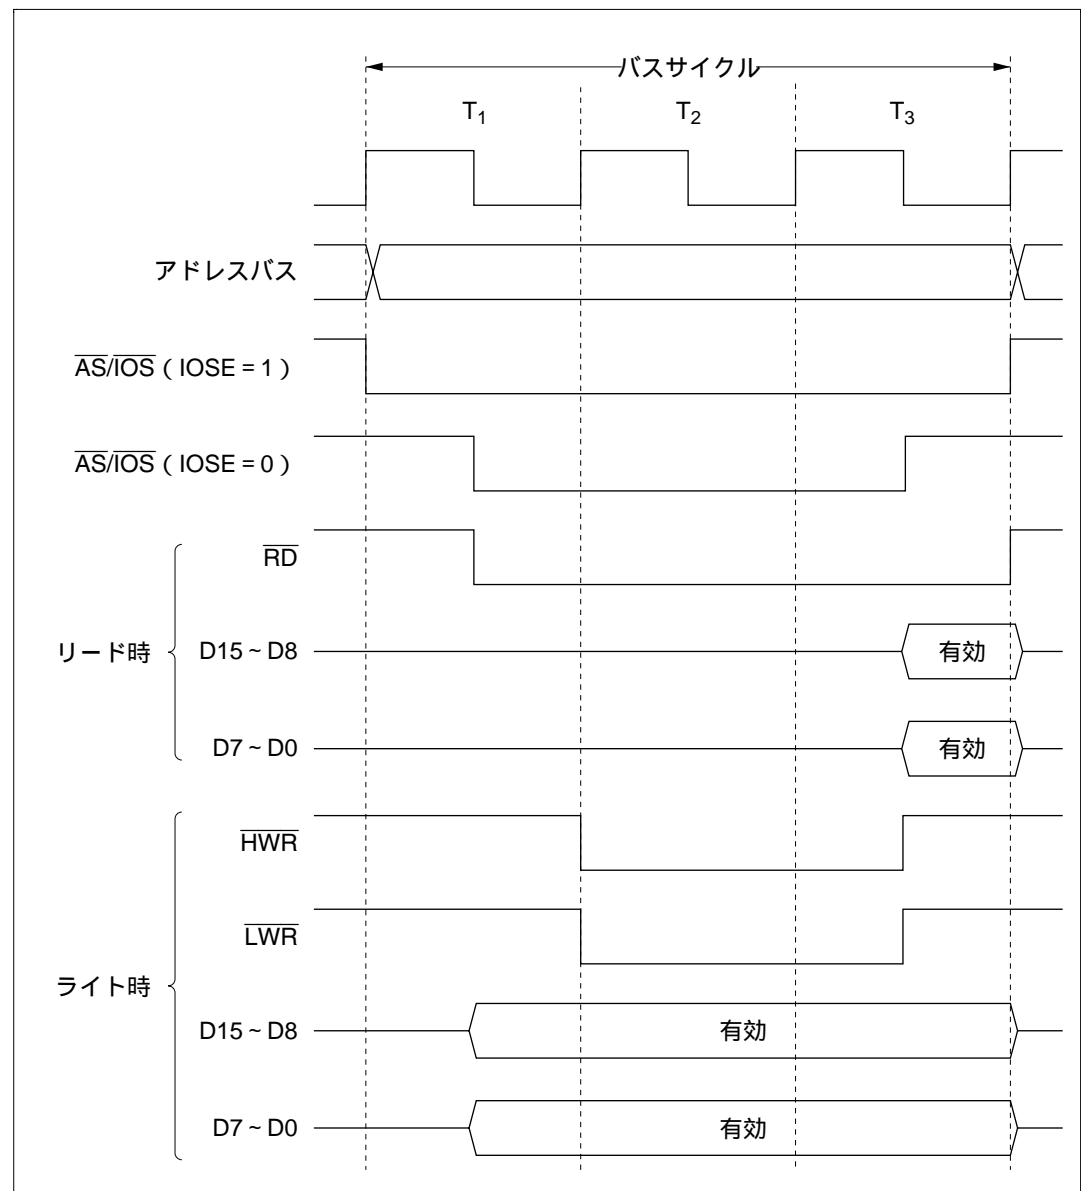 バスサイクル
T1 T2 T3
アドレスバス
AS/IOS ( IOSE = 1 )
AS/IOS ( IOSE = 0 )
RD
リード時
D15 ~ D8 有効
D7 ~ D0 有効
HWR
LWR
ライト時
D15 ~ D8 有効
D7 ~ D0 有効